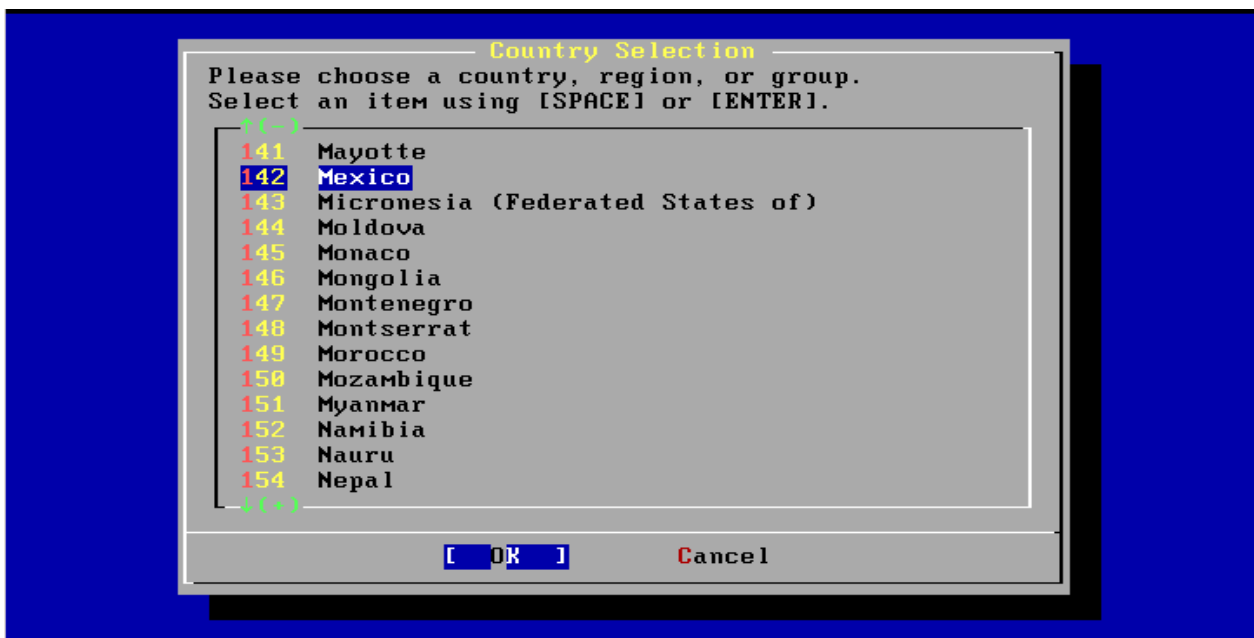 Country Selection
Please choose a country, region, or group.
Select an item using [SPACE] or [ENTER].
↑(-)
141 Mayotte
142 Mexico
143 Micronesia (Federated States of)
144 Moldova
145 Monaco
146 Mongolia
147 Montenegro
148 Montserrat
149 Morocco
150 Mozambique
151 Myanmar
152 Namibia
153 Nauru
154 Nepal
↓(+)
[ OK ] Cancel